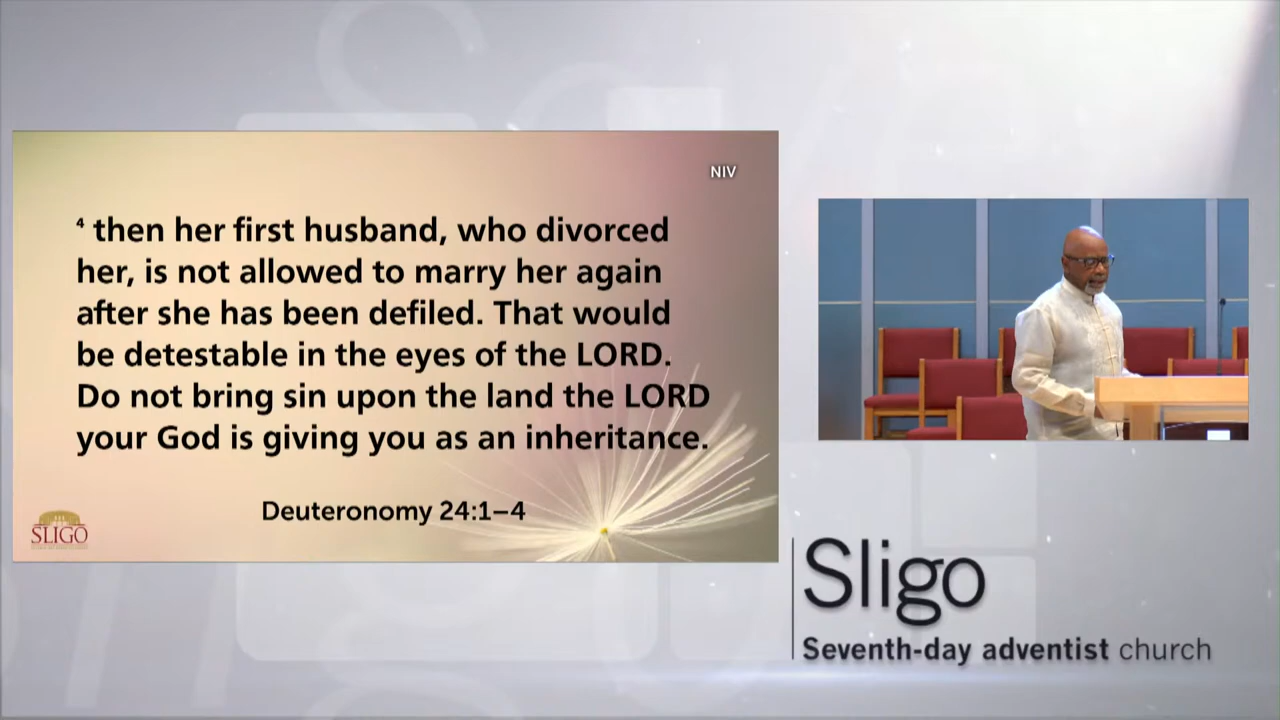 NIV
⁴ then her first husband, who divorced
her, is not allowed to marry her again
after she has been defiled. That would
be detestable in the eyes of the LORD.
Do not bring sin upon the land the LORD
your God is giving you as an inheritance.
Deuteronomy 24:1–4
SLIGO
Sligo
Seventh-day adventist church